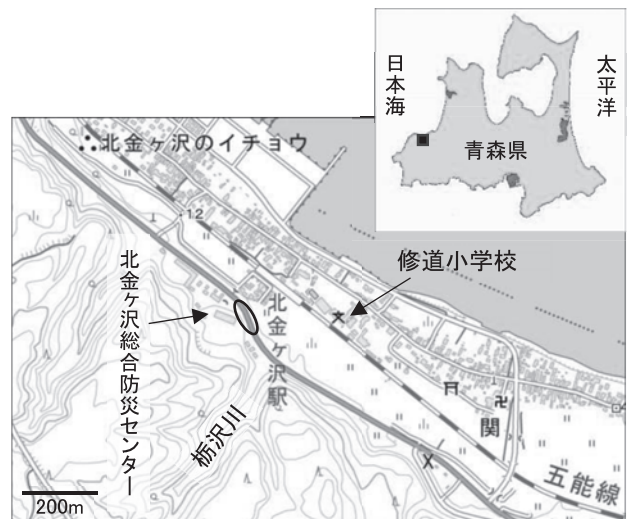 日本海
太平洋
青森県
北金ヶ沢のイチョウ
12
修道小学校
北金ヶ沢総合防災センター
北金ヶ沢駅
栃沢川
関
五能線
200m